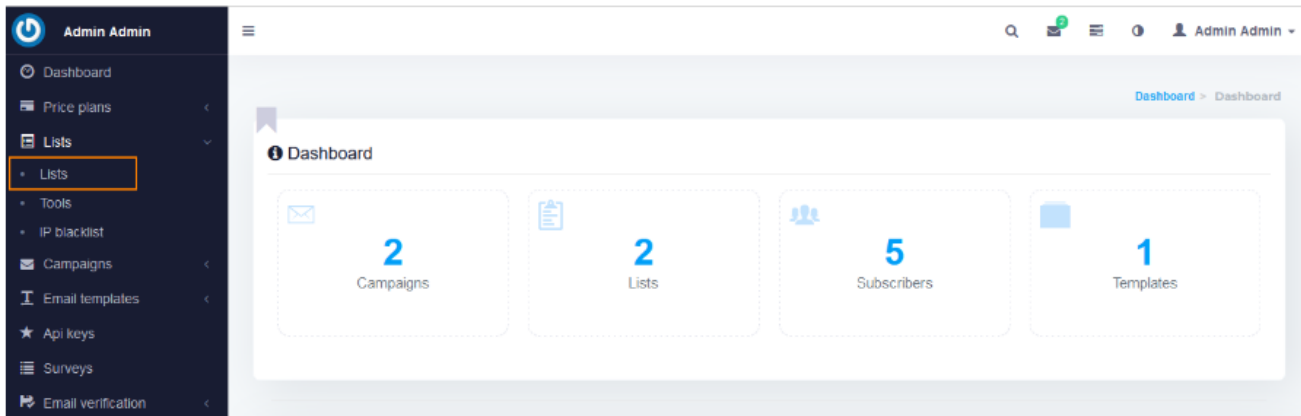 Admin Admin
2
Admin Admin
Dashboard
Price plans
Lists
Lists
Tools
IP blacklist
Campaigns
Email templates
Api keys
Surveys
Email verification
Dashboard > Dashboard
Dashboard
2
Campaigns
2
Lists
5
Subscribers
1
Templates